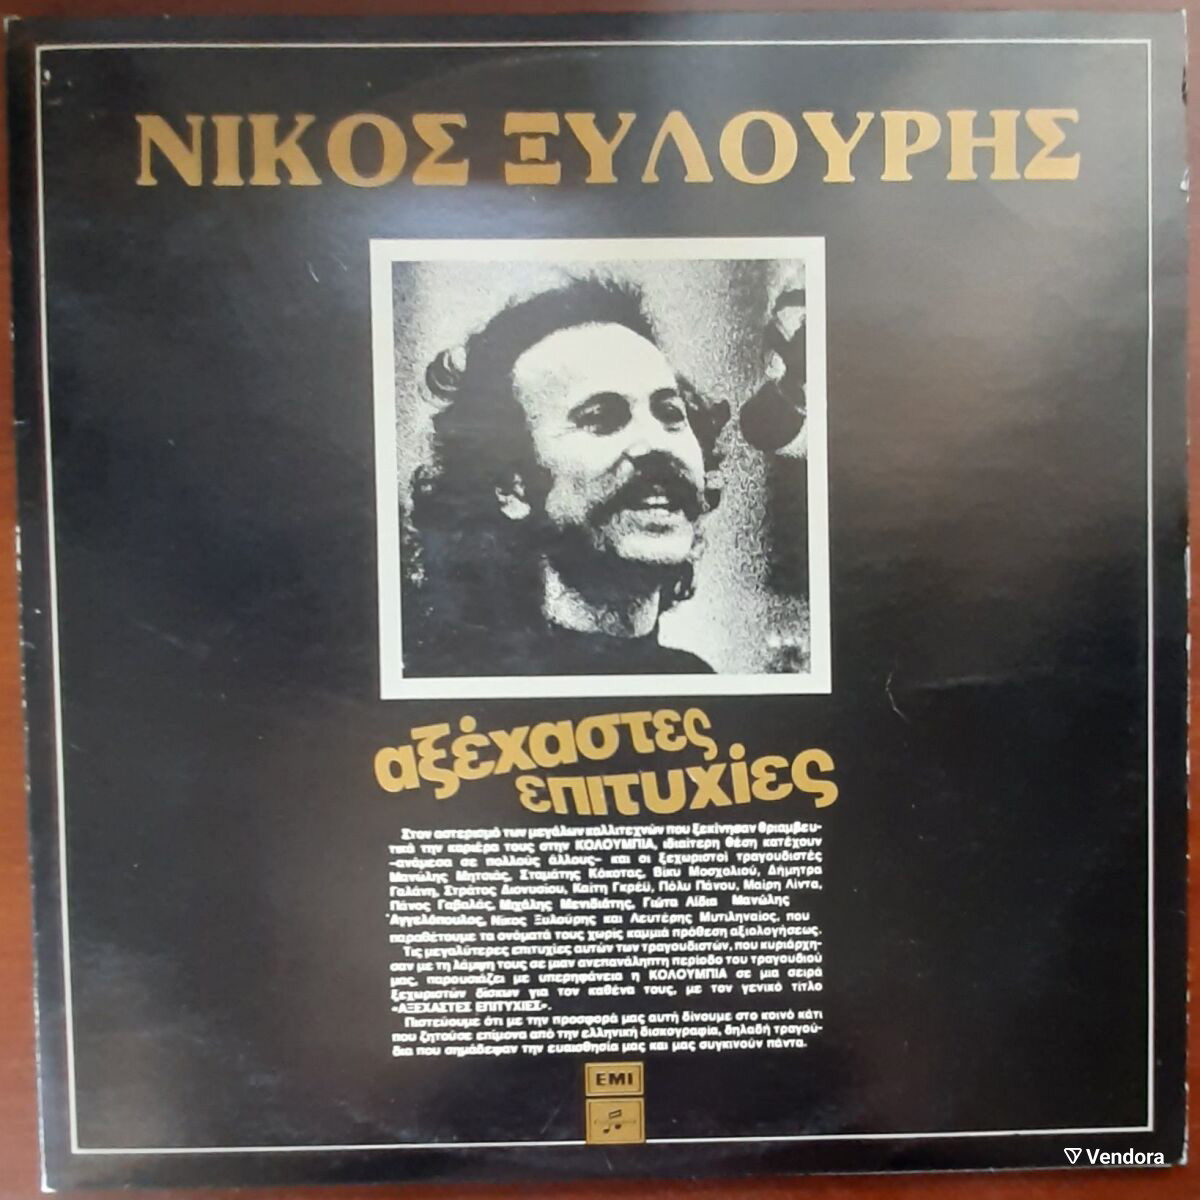 ΝΙΚΟΣ ΞΥΛΟΥΡΗΣ
αξέχαστες
επιτυχίες
Στον αστερισμό των μεγάλων καλλιτεχνών που ξεκίνησαν θριαμβευ-
τικά την καριέρα τους στην ΚΟΛΟΥΜΠΙΑ, ιδιαίτερη θέση κατέχουν
-ανάμεσα σε πολλούς άλλους- και οι ξεχωριστοί τραγουδιστές
Μανώλης Μητσιάς, Σταμάτης Κόκοτας, Βίκυ Μοσχολιού, Δήμητρα
Γαλάνη, Στράτος Διονυσίου, Καίτη Γκρέϋ, Πόλυ Πάνου, Μαίρη Λίντα,
Πάνος Γαβαλάς, Μιχάλης Μενιδιάτης, Γιώτα Λίδια Μανώλης
Άγγελόπουλος, Νίκος Ξυλούρης και Λευτέρης Μυτιληναίος, που
παραθέτουμε τα ονόματά τους χωρίς καμμιά πρόθεση αξιολογήσεως.
Τις μεγαλύτερες επιτυχίες αυτών των τραγουδιστών, που κυριάρχη-
σαν με τη λάμψη τους σε μιαν ανεπανάληπτη περίοδο του τραγουδιού
μας, παρουσιάζει με υπερηφάνεια η ΚΟΛΟΥΜΠΙΑ σε μια σειρά
ξεχωριστών δίσκων για τον καθένα τους, με τον γενικό τίτλο
«ΑΞΕΧΑΣΤΕΣ ΕΠΙΤΥΧΙΕΣ».
Πιστεύουμε ότι με την προσφορά μας αυτή δίνουμε στο κοινό κάτι
που ζητούσε επίμονα από την ελληνική δισκογραφία, δηλαδή τραγού-
δια που σημάδεψαν την ευαισθησία μας και μας συγκινούν πάντα.
EMI
Vendora